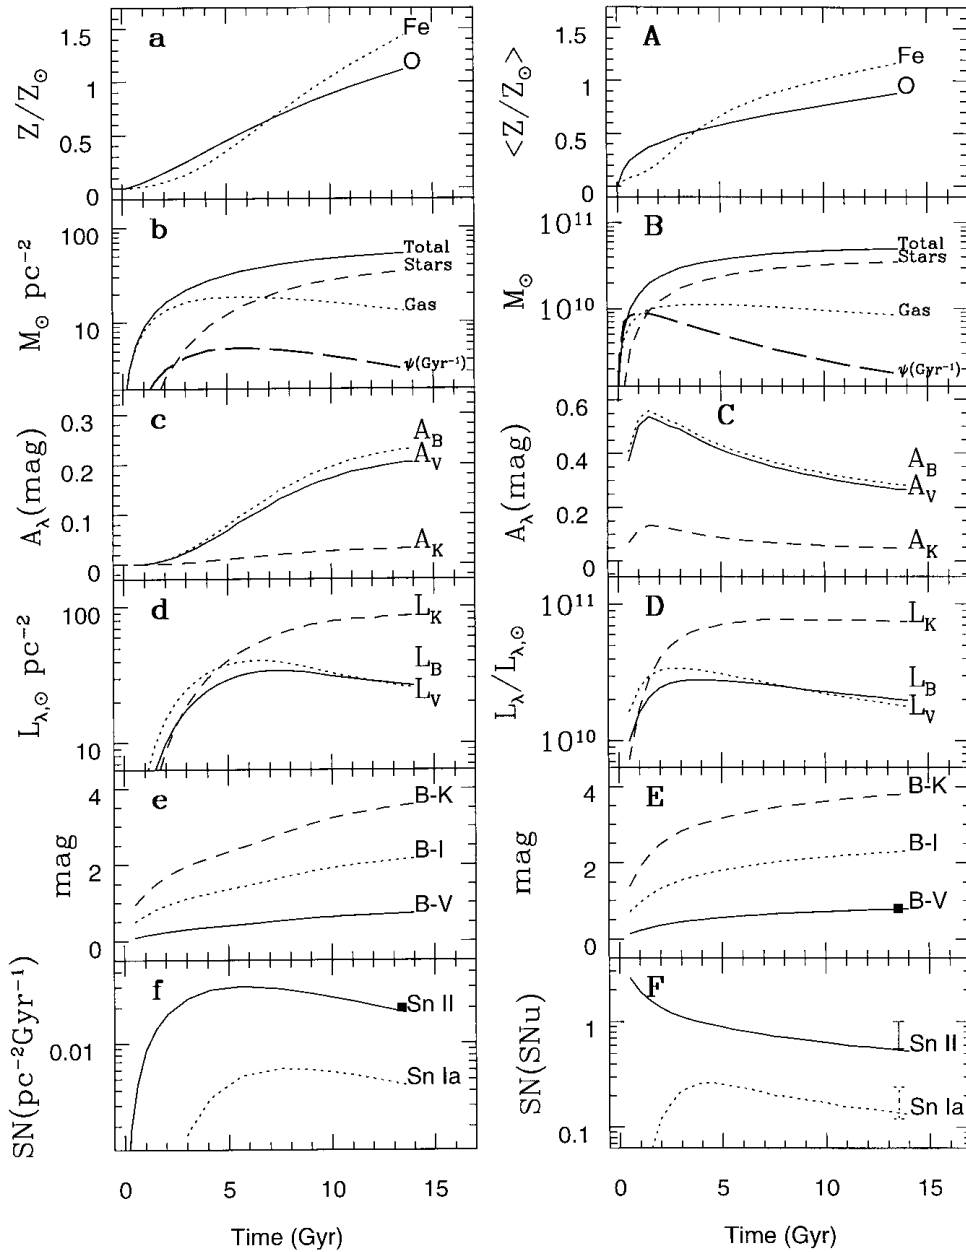 a
1.5
1
0.5
0
Z/Z⊙
Fe
O
b
100
10
M⊙ pc⁻²
Total
Stars
Gas
ψ(Gyr⁻¹)
c
0.3
0.2
0.1
0
A_λ(mag)
A_B
A_V
A_K
d
100
10
L_λ,⊙ pc⁻²
L_K
L_B
L_V
e
4
2
0
mag
B-K
B-I
B-V
f
0.01
SN(pc⁻²Gyr⁻¹)
Sn II
Sn Ia
0 5 10 15
Time (Gyr)
A
1.5
1
0.5
0
<Z/Z⊙>
Fe
O
B
10¹¹
10¹⁰
M⊙
Total
Stars
Gas
ψ(Gyr⁻¹)
C
0.6
0.4
0.2
0
A_λ(mag)
A_B
A_V
A_K
D
10¹¹
10¹⁰
L_λ/L_λ,⊙
L_K
L_B
L_V
E
4
2
0
mag
B-K
B-I
B-V
F
1
0.1
SN(SNu)
Sn II
Sn Ia
0 5 10 15
Time (Gyr)